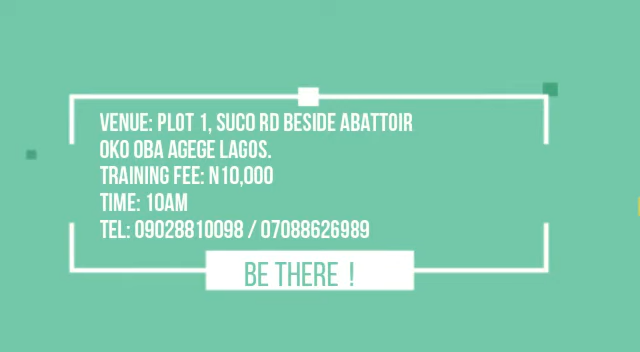 VENUE: PLOT 1, SUCO RD BESIDE ABATTOIR
OKO OBA AGEGE LAGOS.
TRAINING FEE: N10,000
TIME: 10AM
TEL: 09028810098 / 07088626989
BE THERE !